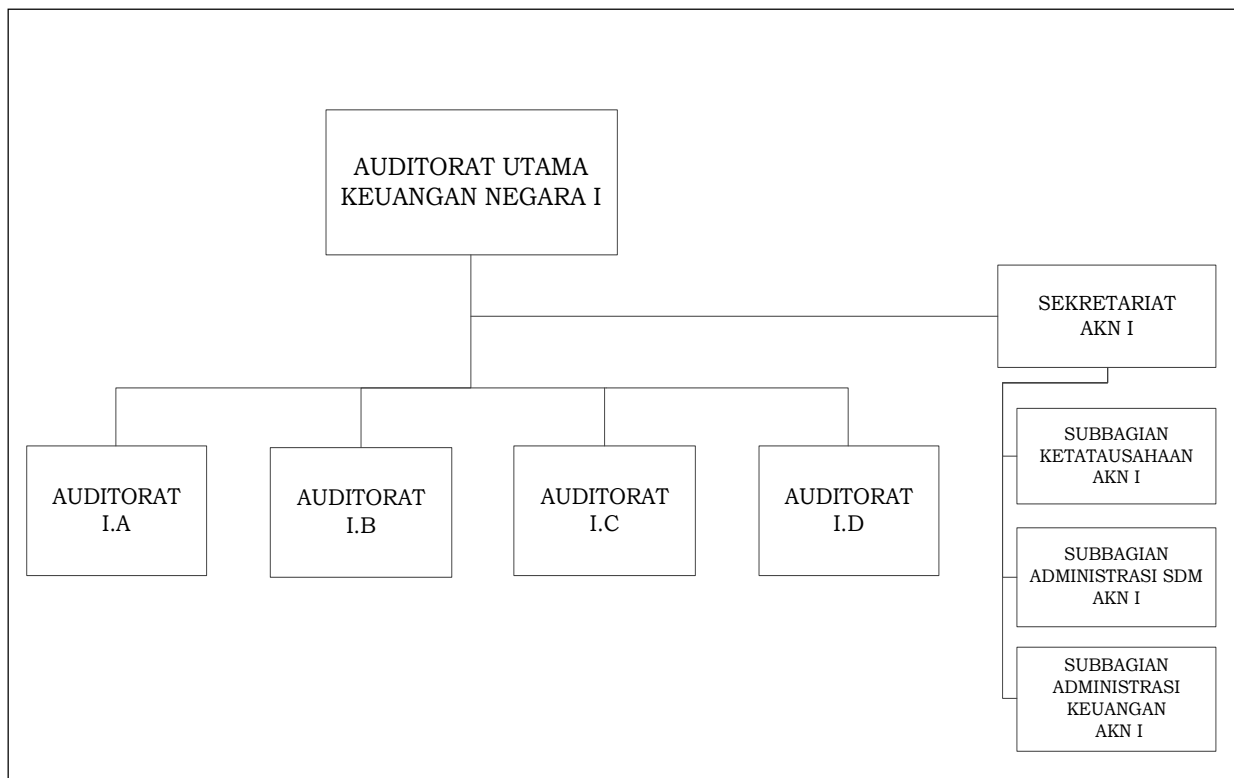 AUDITORAT UTAMA
KEUANGAN NEGARA I
SEKRETARIAT
AKN I
AUDITORAT
I.A
AUDITORAT
I.B
AUDITORAT
I.C
AUDITORAT
I.D
SUBBAGIAN
KETATAUSAHAAN
AKN I
SUBBAGIAN
ADMINISTRASI SDM
AKN I
SUBBAGIAN
ADMINISTRASI
KEUANGAN
AKN I